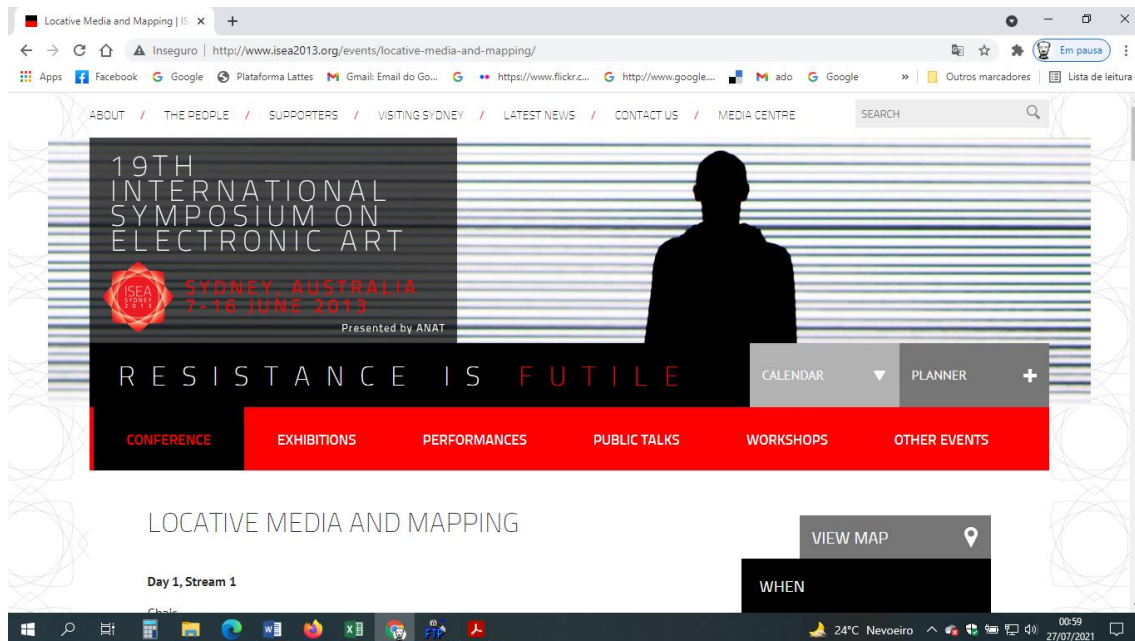 Locative Media and Mapping | IS
Inseguro | http://www.isea2013.org/events/locative-media-and-mapping/
Em pausa
Apps Facebook Google Plataforma Lattes Gmail: Email do Go... https://www.flickr.c... http://www.google.... ado Google » Outros marcadores Lista de leitura
ABOUT / THE PEOPLE / SUPPORTERS / VISITING SYDNEY / LATEST NEWS / CONTACT US / MEDIA CENTRE
SEARCH
19TH
INTERNATIONAL
SYMPOSIUM ON
ELECTRONIC ART
ISEA
SYDNEY
2013
SYDNEY, AUSTRALIA
7-16 JUNE 2013
Presented by ANAT
RESISTANCE IS FUTILE
CALENDAR
PLANNER
CONFERENCE EXHIBITIONS PERFORMANCES PUBLIC TALKS WORKSHOPS OTHER EVENTS
LOCATIVE MEDIA AND MAPPING
VIEW MAP
Day 1, Stream 1
WHEN
Chair
24°C Nevoeiro
00:59
27/07/2021